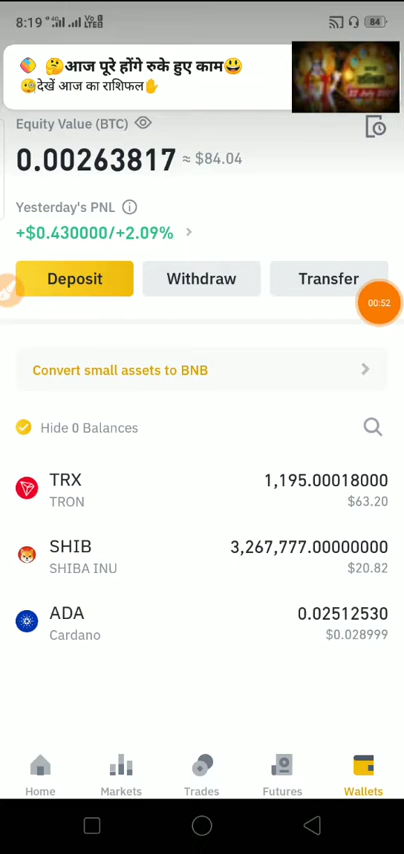 8:19
4G
Vo
LTE
84
🤔आज पूरे होंगे रुके हुए काम😃
🧐देखें आज का राशिफल✋
Equity Value (BTC)
0.00263817 ≈ $84.04
Yesterday's PNL
+$0.430000/+2.09% >
Deposit Withdraw Transfer
00:52
Convert small assets to BNB >
Hide 0 Balances
TRX 1,195.00018000
TRON $63.20
SHIB 3,267,777.00000000
SHIBA INU $20.82
ADA 0.02512530
Cardano $0.028999
Home Markets Trades Futures Wallets